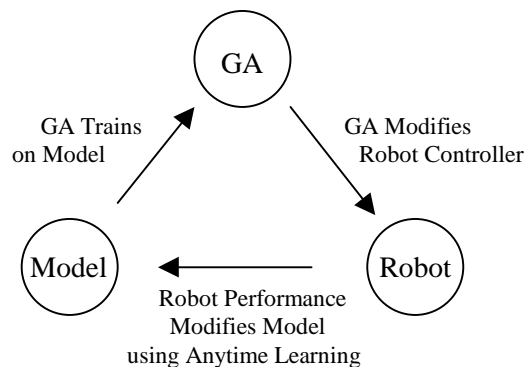 GA
GA Trains
on Model
GA Modifies
Robot Controller
Model
Robot
Robot Performance
Modifies Model
using Anytime Learning